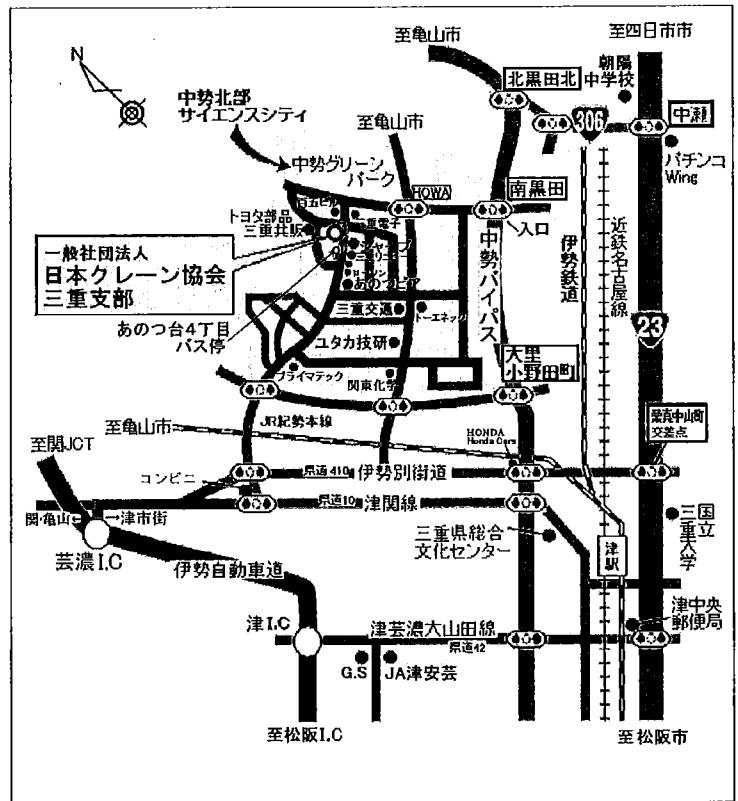 至四日市市
至亀山市
N
朝陽
中学校
北黒田北
306
中瀬
中勢北部
サイエンスシティ
至亀山市
パチンコ
Wing
中勢グリーン
パーク
HOWA
南黒田
百五ビル
トヨタ部品
三重共販
三重電子
入口
中勢バイパス
伊勢鉄道
近鉄名古屋線
一般社団法人
日本クレーン協会
三重支部
あのつピア
あのつ台4丁目
バス停
三重交通
トーエネック
23
ユタカ技研
大里
小野田町
プライマテック
関東化学
JR紀勢本線
至亀山市
至関JCT
HONDA
Honda Cars
交差点
コンビニ
県道410
伊勢別街道
県道10
津関線
関・亀山←
→津市街
芸濃I.C
三重県総合
文化センター
津駅
国立
三重大学
伊勢自動車道
津I.C
津芸濃大山田線
県道42
津中央
郵便局
G.S
JA津安芸
至松阪I.C
至松阪市